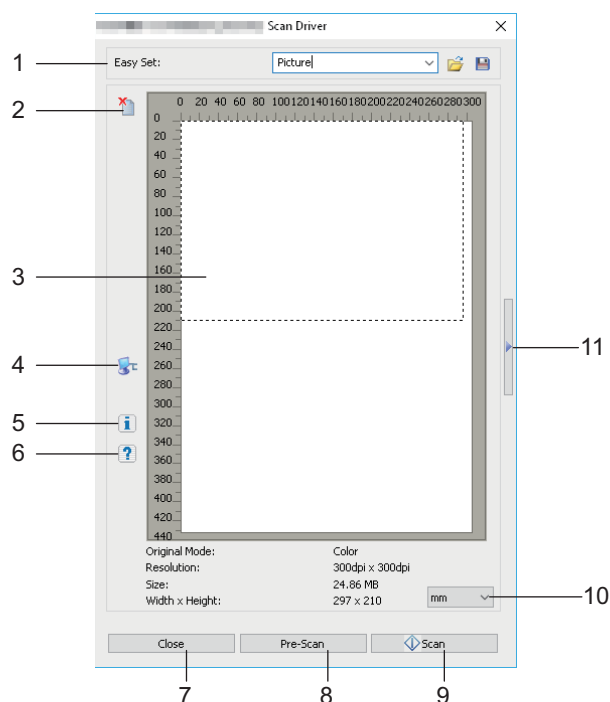 Scan Driver
1 Easy Set: Picture
2
0 20 40 60 80 100 120 140 160 180 200 220 240 260 280 300
0
20
40
60
80
100
120
140
3 160
180
200
220
240
11
4 260
280
300
5 i 320
340
6 ? 360
380
400
420
440
Original Mode: Color
Resolution: 300dpi x 300dpi
Size: 24.86 MB
Width x Height: 297 x 210 mm 10
Close Pre-Scan Scan
7 8 9